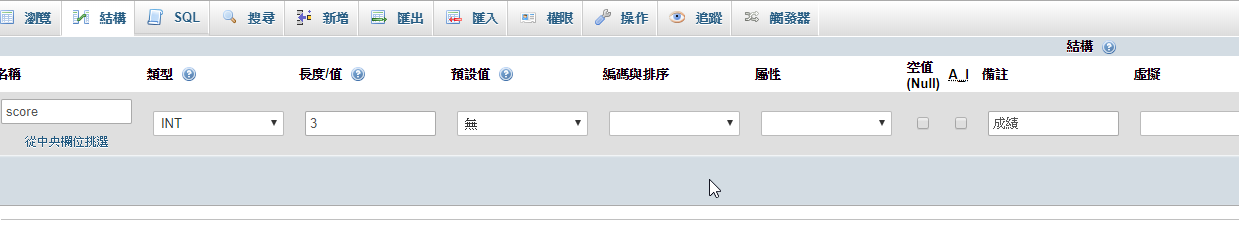 瀏覽 結構 SQL 搜尋 新增 匯出 匯入 權限 操作 追蹤 觸發器
結構
名稱 類型 長度/值 預設值 編碼與排序 屬性 空值 (Null) A_I 備註 虛擬
score INT 3 無 成績
從中央欄位挑選